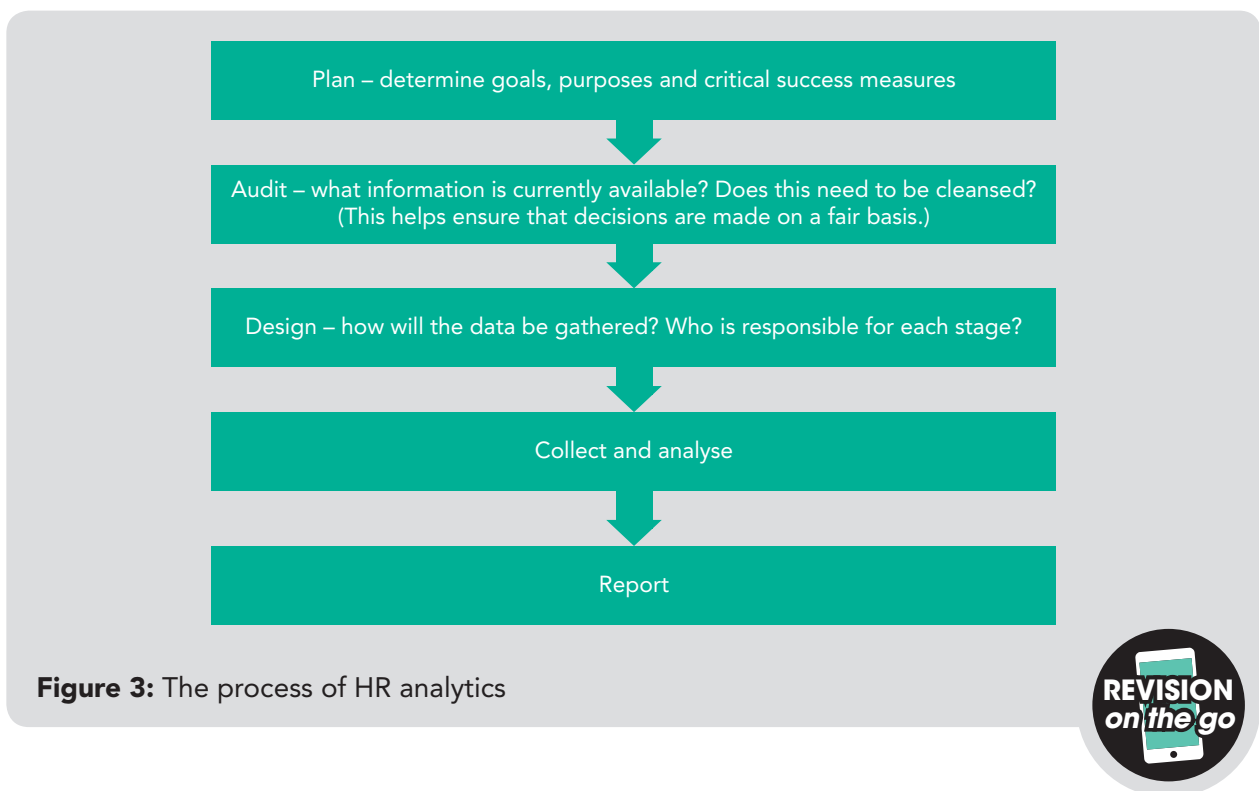 Plan – determine goals, purposes and critical success measures
Audit – what information is currently available? Does this need to be cleansed?
(This helps ensure that decisions are made on a fair basis.)
Design – how will the data be gathered? Who is responsible for each stage?
Collect and analyse
Report
Figure 3: The process of HR analytics
REVISION
on the go